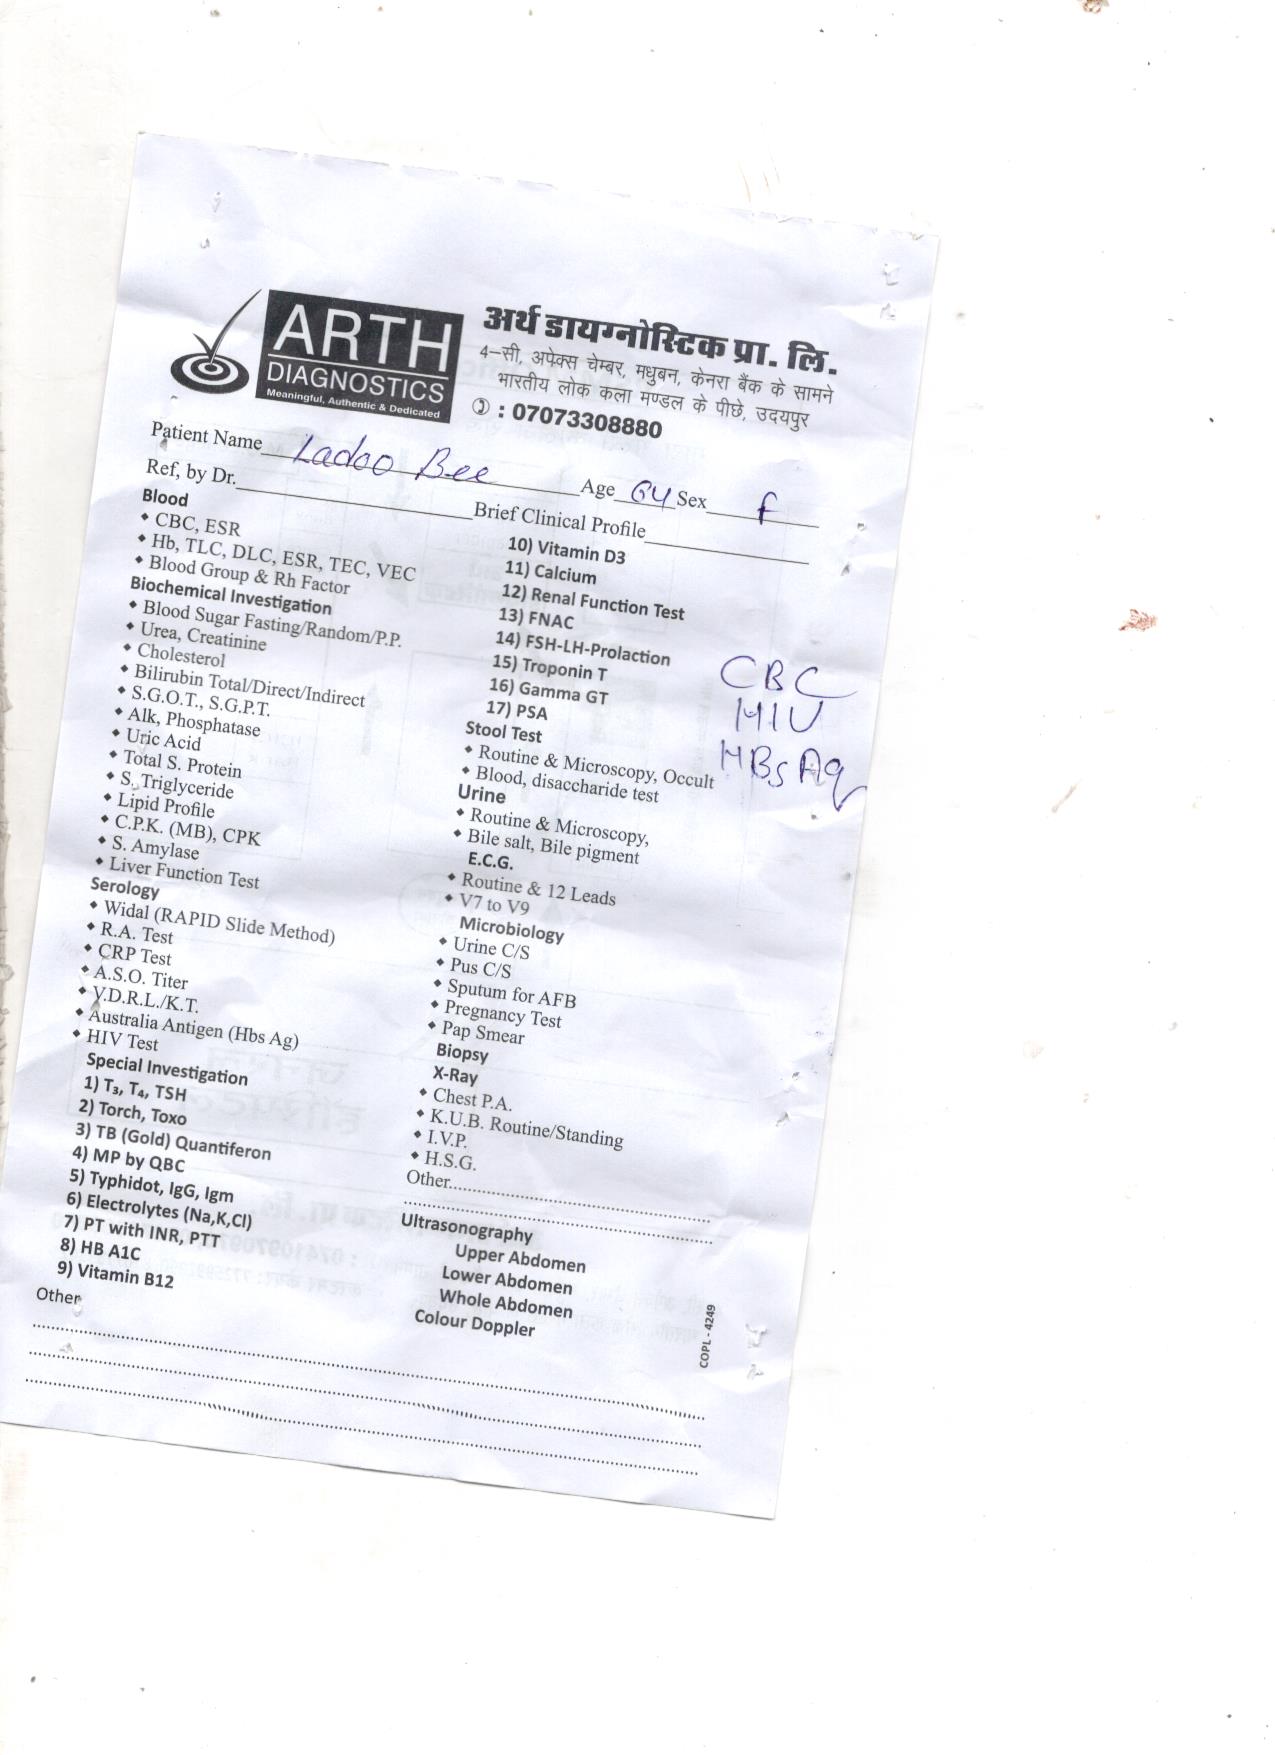 ARTH
DIAGNOSTICS
Meaningful, Authentic & Dedicated
अर्थ डायग्नोस्टिक प्रा. लि.
4–सी, अपेक्स चेम्बर, मधुबन, केनरा बैंक के सामने
भारतीय लोक कला मण्डल के पीछे, उदयपुर
: 07073308880
Patient Name Ladoo Bee Age 64 Sex F
Ref, by Dr. Brief Clinical Profile
Blood
CBC, ESR
Hb, TLC, DLC, ESR, TEC, VEC
Blood Group & Rh Factor
Biochemical Investigation
Blood Sugar Fasting/Random/P.P.
Urea, Creatinine
Cholesterol
Bilirubin Total/Direct/Indirect
S.G.O.T., S.G.P.T.
Alk, Phosphatase
Uric Acid
Total S. Protein
S. Triglyceride
Lipid Profile
C.P.K. (MB), CPK
S. Amylase
Liver Function Test
Serology
Widal (RAPID Slide Method)
R.A. Test
CRP Test
A.S.O. Titer
V.D.R.L./K.T.
Australia Antigen (Hbs Ag)
HIV Test
Special Investigation
1) T₃, T₄, TSH
2) Torch, Toxo
3) TB (Gold) Quantiferon
4) MP by QBC
5) Typhidot, IgG, Igm
6) Electrolytes (Na,K,Cl)
7) PT with INR, PTT
8) HB A1C
9) Vitamin B12
Other
10) Vitamin D3
11) Calcium
12) Renal Function Test
13) FNAC
14) FSH-LH-Prolaction
15) Troponin T
16) Gamma GT
17) PSA
Stool Test
Routine & Microscopy, Occult
Blood, disaccharide test
Urine
Routine & Microscopy,
Bile salt, Bile pigment
E.C.G.
Routine & 12 Leads
V7 to V9
Microbiology
Urine C/S
Pus C/S
Sputum for AFB
Pregnancy Test
Pap Smear
Biopsy
X-Ray
Chest P.A.
K.U.B. Routine/Standing
I.V.P.
H.S.G.
Other
Ultrasonography
Upper Abdomen
Lower Abdomen
Whole Abdomen
Colour Doppler
CBC
HIV
HBsAg
COPL - 4249